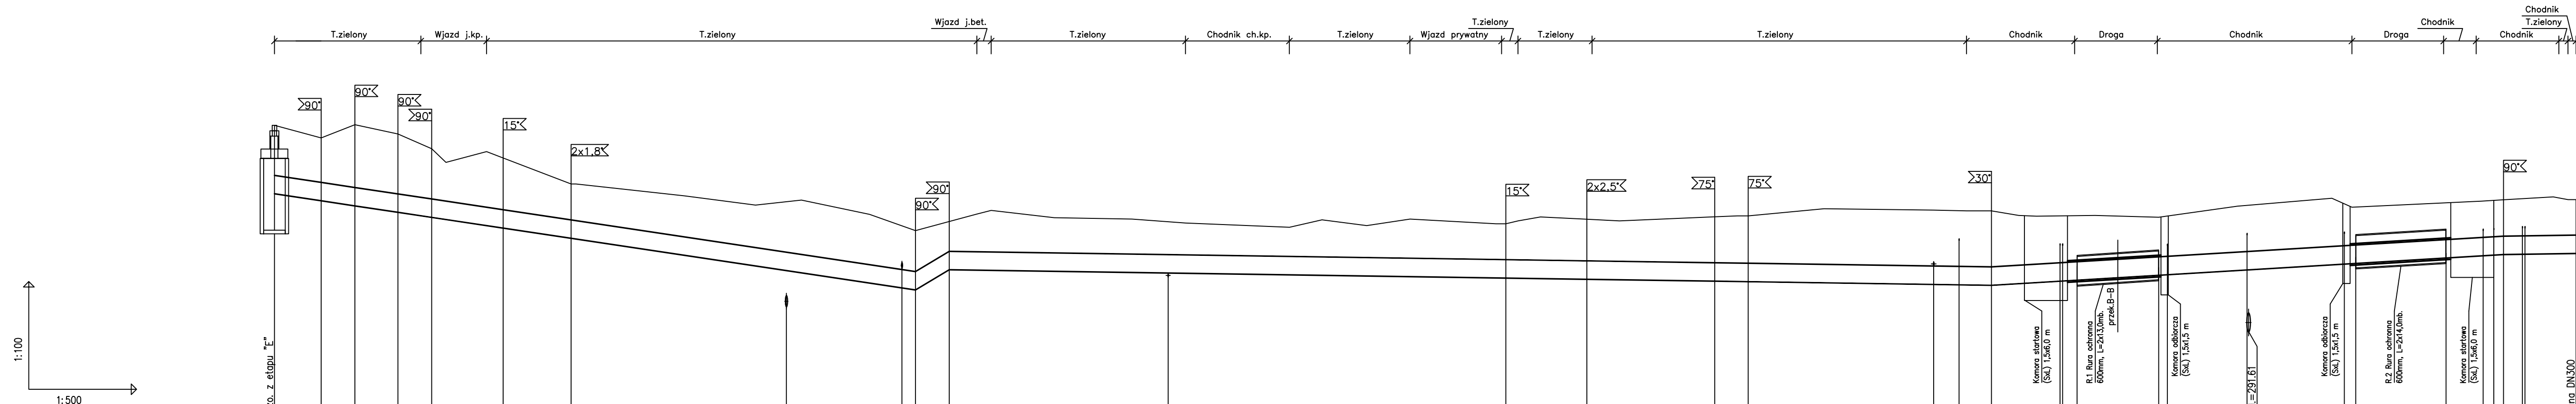 Chodnik
Wjazd j.bet.
T.zielony
Chodnik
T.zielony
T.zielony
Wjazd j.kp.
T.zielony
T.zielony
Chodnik ch.kp.
T.zielony
Wjazd prywatny
T.zielony
T.zielony
Chodnik
Droga
Chodnik
Droga
Chodnik
90°
90°
90°
90°
15°
2x1.8°
90°
90°
15°
2x2.5°
75°
75°
30°
90°
1:100
1:500
z etapu "E"
Komora startowa
(SxL) 1,5x6,0 m
R.1 Rura ochronna
600mm, L=2x13,0mb.
przek.B-B
Komora odbiorcza
(SxL) 1,5x1,5 m
.=291.61
Komora odbiorcza
(SxL) 1,5x1,5 m
R.2 Rura ochronna
600mm, L=2x14,0mb.
Komora startowa
(SxL) 1,5x6,0 m
DN300